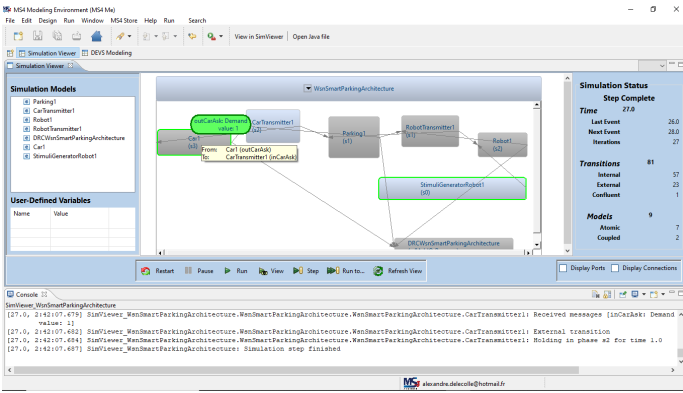 MS4 Modeling Environment (MS4 Me)
File Edit Design Run Window MS4 Store Help Run Search
View in SimViewer Open Java file
Simulation Viewer DEVS Modeling
Simulation Viewer
Simulation Models
Parking1
CarTransmitter1
Robot1
RobotTransmitter1
DRCWsnSmartParkingArchitecture
Car1
StimuliGeneratorRobot1
User-Defined Variables
Name Value
WsnSmartParkingArchitecture
outCarAsk: Demand
value: 1
CarTransmitter1
(s2)
Car1
(s3)
From: Car1 (outCarAsk)
To: CarTransmitter1 (inCarAsk)
Parking1
(s1)
RobotTransmitter1
(s1)
Robot1
(s2)
StimuliGeneratorRobot1
(s0)
DRCWsnSmartParkingArchitecture
Simulation Status
Step Complete
Time 27.0
Last Event 26.0
Next Event 28.0
Iterations 27
Transitions 81
Internal 57
External 23
Confluent 1
Models 9
Atomic 7
Coupled 2
Restart Pause Run View Step Run to... Refresh View
Display Ports Display Connections
Console
SimViewer_WsnSmartParkingArchitecture
[27.0, 2:42:07.679] SimViewer_WsnSmartParkingArchitecture.WsnSmartParkingArchitecture.WsnSmartParkingArchitecture.CarTransmitter1: Received messages [inCarAsk: Demand
value: 1]
[27.0, 2:42:07.682] SimViewer_WsnSmartParkingArchitecture.WsnSmartParkingArchitecture.WsnSmartParkingArchitecture.CarTransmitter1: External transition
[27.0, 2:42:07.684] SimViewer_WsnSmartParkingArchitecture.WsnSmartParkingArchitecture.WsnSmartParkingArchitecture.CarTransmitter1: Holding in phase s2 for time 1.0
[27.0, 2:42:07.687] SimViewer_WsnSmartParkingArchitecture: Simulation step finished
MS4 alexandre.delecolle@hotmail.fr